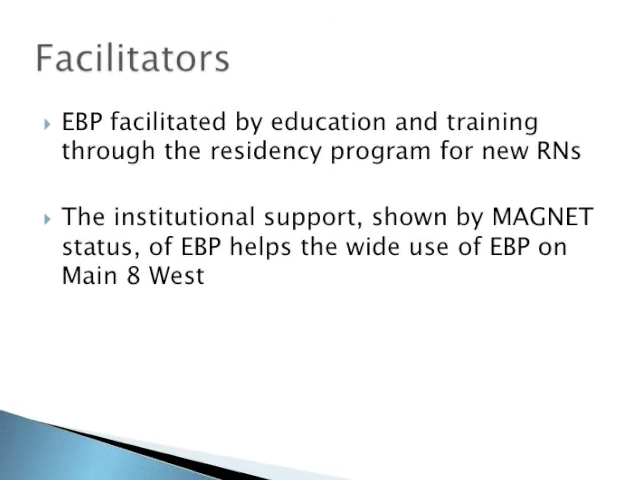 Facilitators
EBP facilitated by education and training
through the residency program for new RNs
The institutional support, shown by MAGNET
status, of EBP helps the wide use of EBP on
Main 8 West